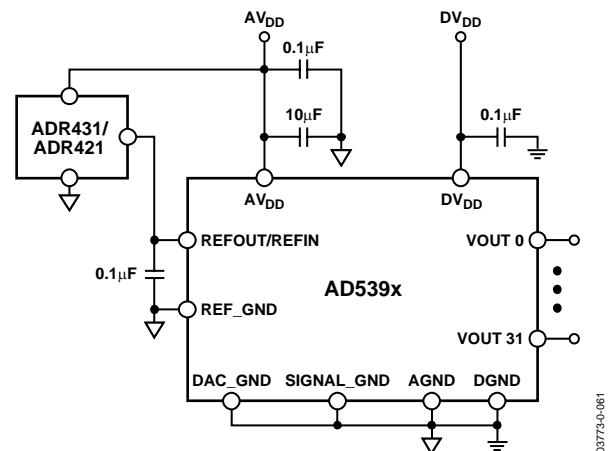 AVDD
DVDD
0.1μF
10μF
0.1μF
ADR431/
ADR421
AVDD
DVDD
REFOUT/REFIN
VOUT 0
0.1μF
AD539x
REF_GND
VOUT 31
DAC_GND
SIGNAL_GND
AGND
DGND
03773-0-061